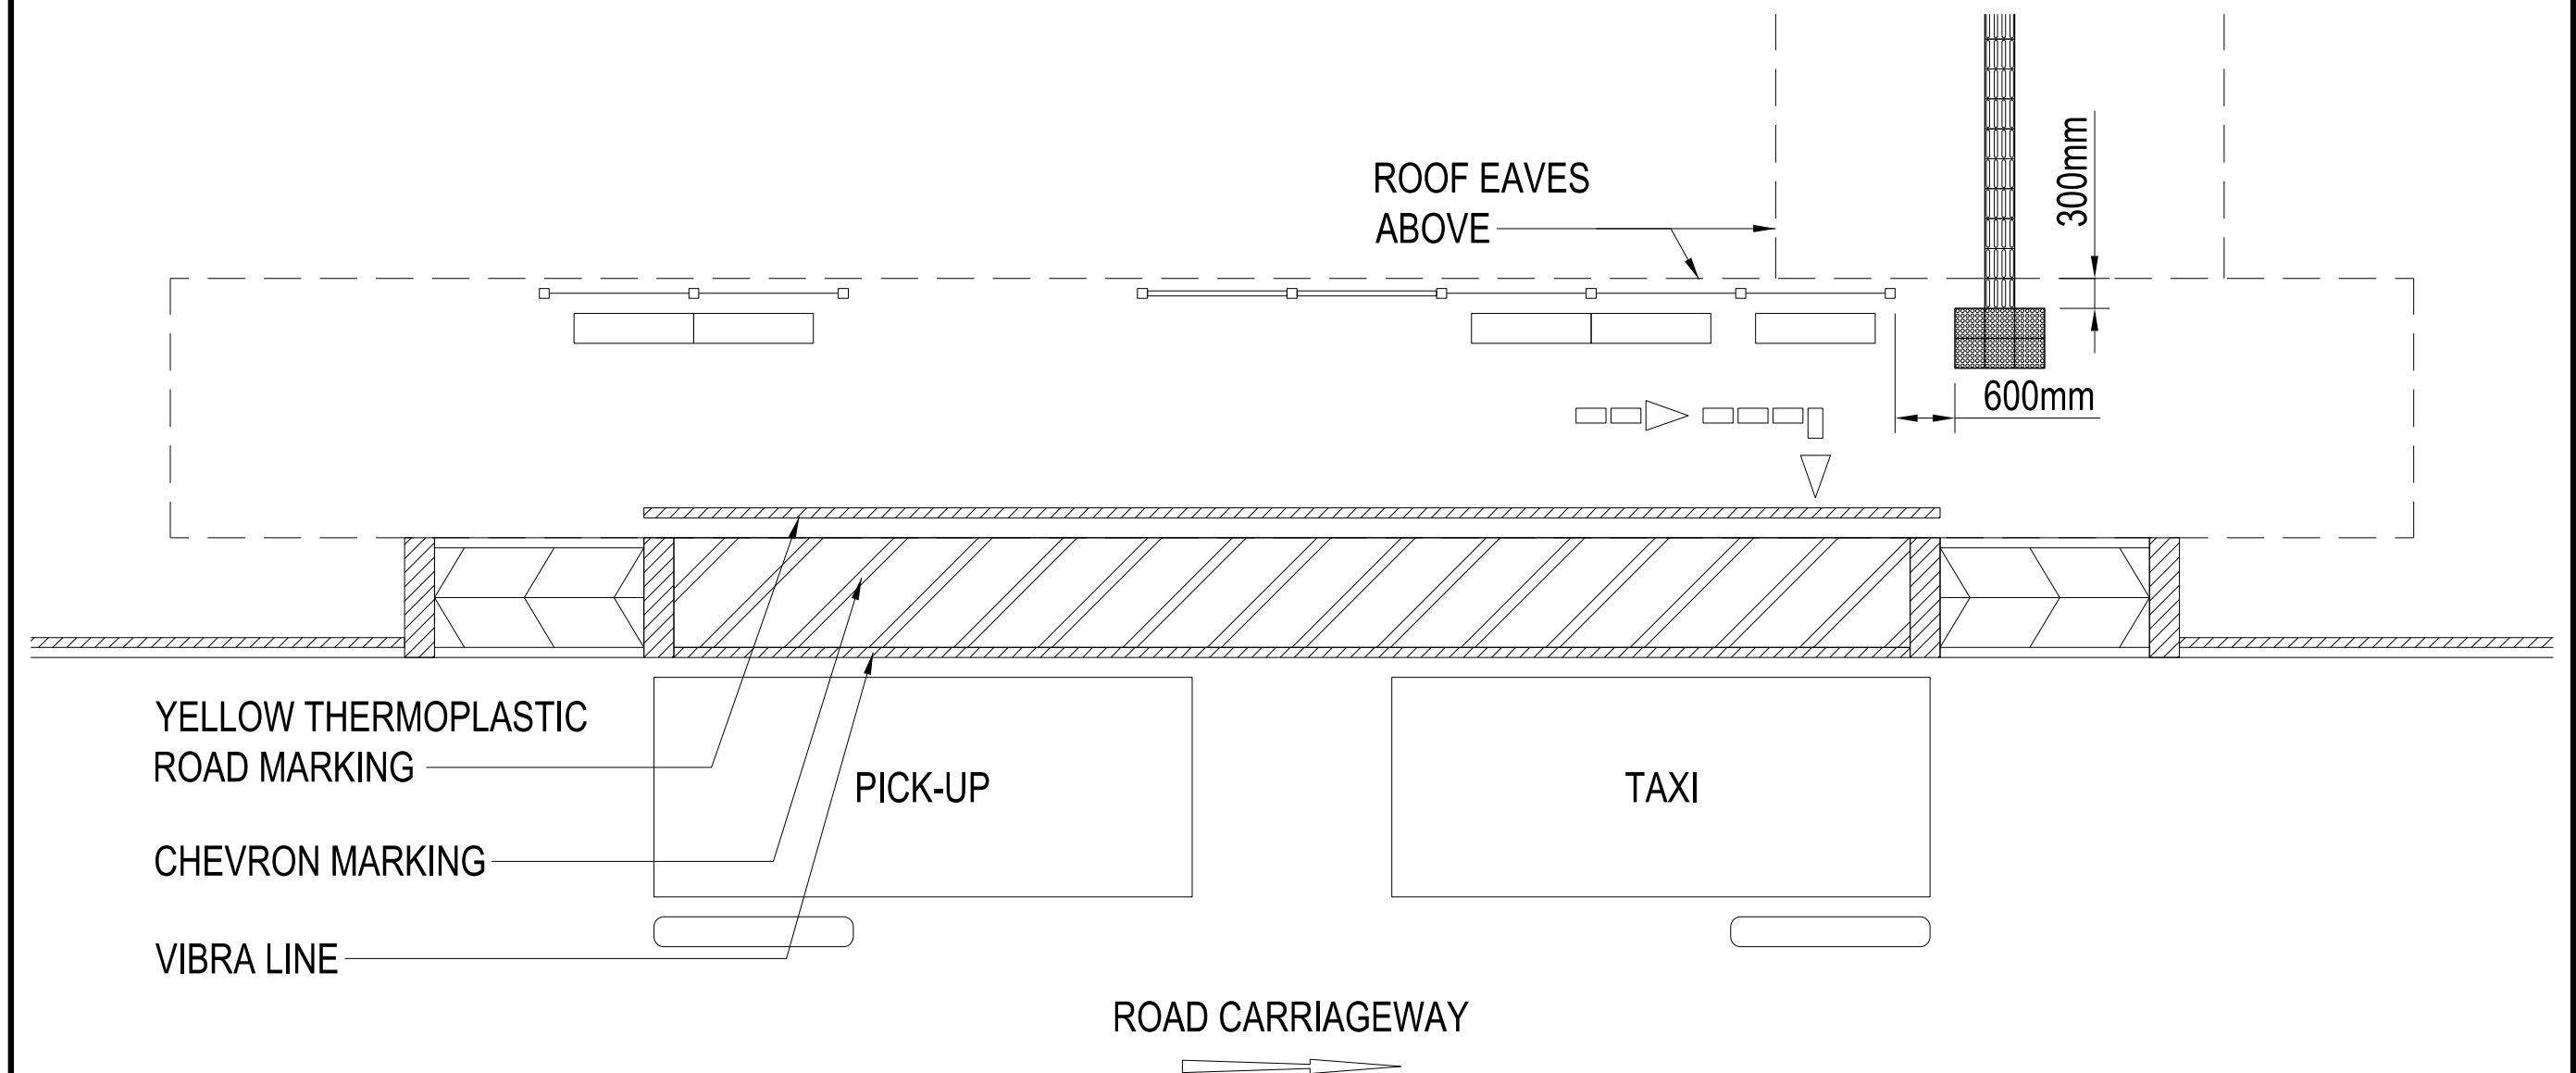 ROOF EAVES
ABOVE
300mm
600mm
YELLOW THERMOPLASTIC
ROAD MARKING
PICK-UP
TAXI
CHEVRON MARKING
VIBRA LINE
ROAD CARRIAGEWAY